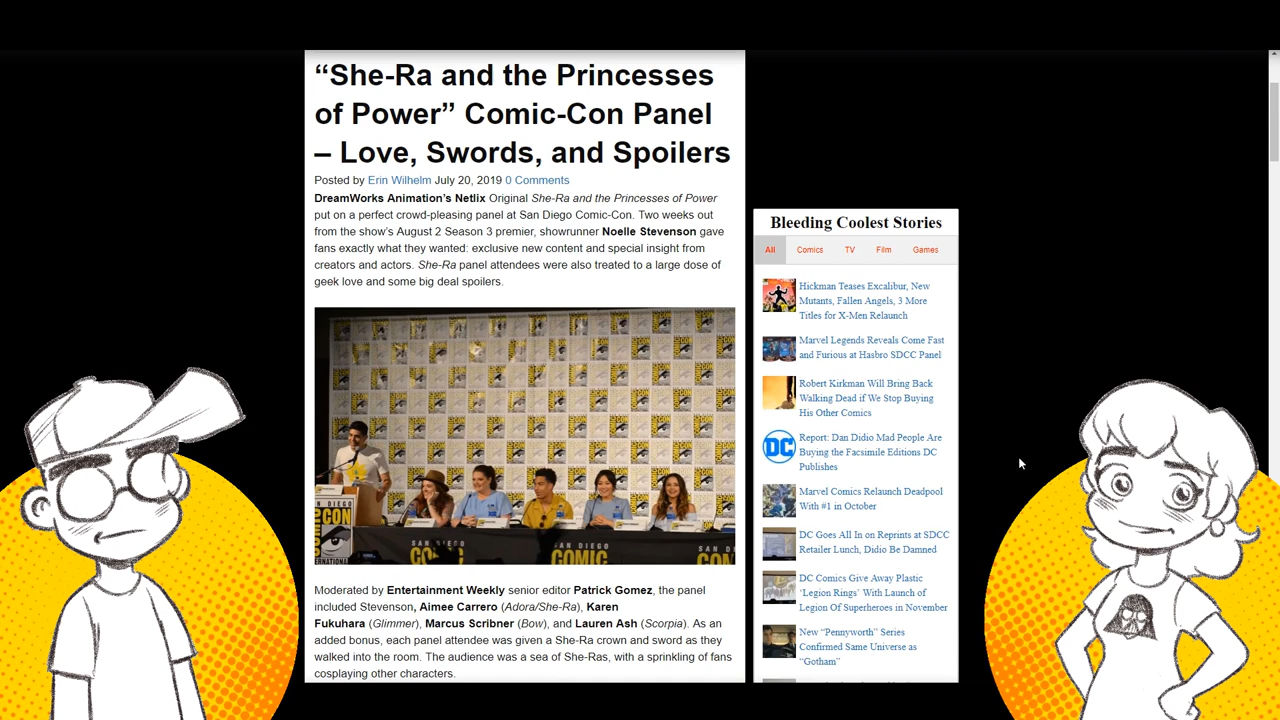 “She-Ra and the Princesses
of Power” Comic-Con Panel
– Love, Swords, and Spoilers
Posted by Erin Wilhelm July 20, 2019 0 Comments
DreamWorks Animation’s Netlix Original She-Ra and the Princesses of Power
put on a perfect crowd-pleasing panel at San Diego Comic-Con. Two weeks out
from the show’s August 2 Season 3 premier, showrunner Noelle Stevenson gave
fans exactly what they wanted: exclusive new content and special insight from
creators and actors. She-Ra panel attendees were also treated to a large dose of
geek love and some big deal spoilers.
SAN DIEGO
SAN DIEGO
SAN DIEGO
COMIC
Moderated by Entertainment Weekly senior editor Patrick Gomez, the panel
included Stevenson, Aimee Carrero (Adora/She-Ra), Karen
Fukuhara (Glimmer), Marcus Scribner (Bow), and Lauren Ash (Scorpia). As an
added bonus, each panel attendee was given a She-Ra crown and sword as they
walked into the room. The audience was a sea of She-Ras, with a sprinkling of fans
cosplaying other characters.
Bleeding Coolest Stories
All Comics TV Film Games
Hickman Teases Excalibur, New
Mutants, Fallen Angels, 3 More
Titles for X-Men Relaunch
Marvel Legends Reveals Come Fast
and Furious at Hasbro SDCC Panel
Robert Kirkman Will Bring Back
Walking Dead if We Stop Buying
His Other Comics
DC
Report: Dan Didio Mad People Are
Buying the Facsimile Editions DC
Publishes
Marvel Comics Relaunch Deadpool
With #1 in October
DC Goes All In on Reprints at SDCC
Retailer Lunch, Didio Be Damned
DC Comics Give Away Plastic
‘Legion Rings’ With Launch of
Legion Of Superheroes in November
New “Pennyworth” Series
Confirmed Same Universe as
“Gotham”